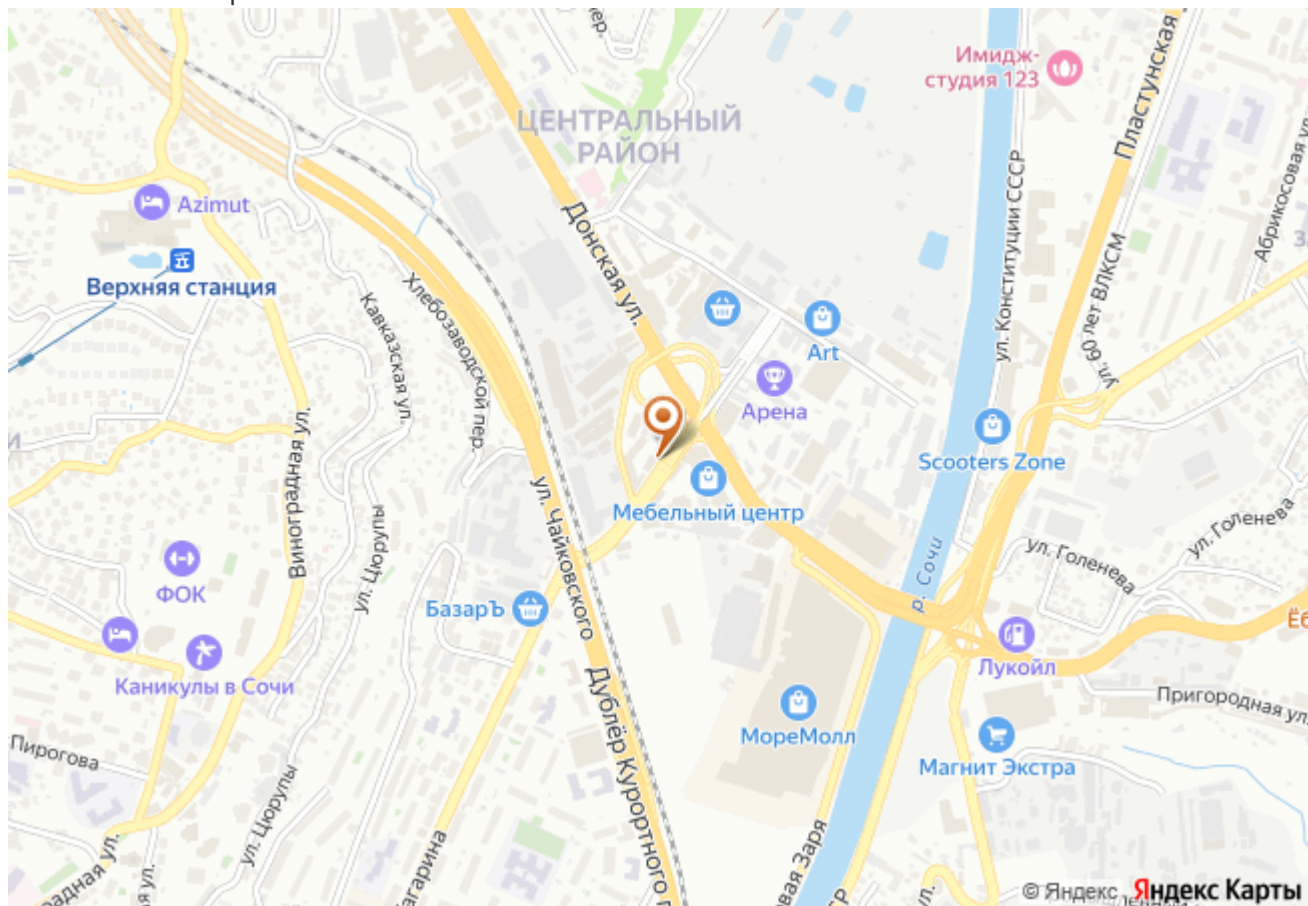 пер.
Имидж-
студия 123
Пластунская
ЦЕНТРАЛЬНЫЙ
РАЙОН
Azimut
Верхняя станция
Донская ул.
ул. Конституции СССР
Абрикосовая ул.
ул. 60 лет ВЛКСМ
Хлебозаводской пер.
Кавказская ул.
Art
Арена
Scooters Zone
Мебельный центр
Виноградная ул.
ул. Цюрупы
ул. Чайковского
ул. Голенева
ул. Голенева
р. Сочи
ФОК
БазарЪ
Каникулы в Сочи
Лукойл
Пригородная ул.
МореМолл
Магнит Экстра
Дублёр Курортного
Пирогова
ул. Цюрупы
© Яндекс Яндекс Карты